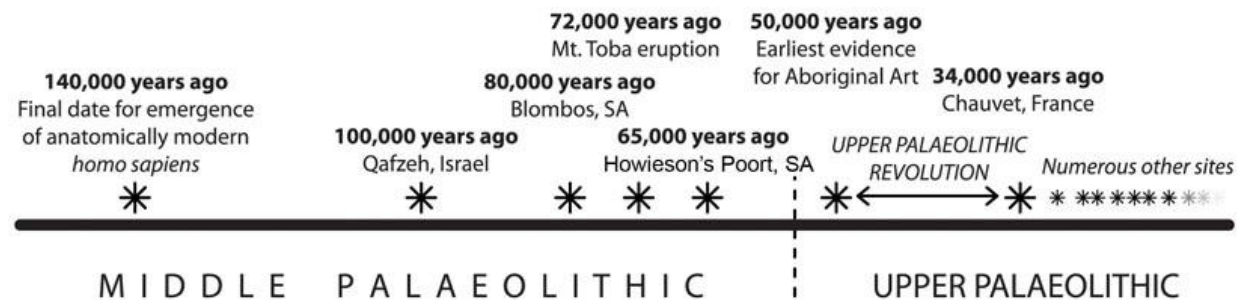 140,000 years ago
Final date for emergence
of anatomically modern
homo sapiens
100,000 years ago
Qafzeh, Israel
80,000 years ago
Blombos, SA
72,000 years ago
Mt. Toba eruption
65,000 years ago
Howieson's Poort, SA
50,000 years ago
Earliest evidence
for Aboriginal Art
UPPER PALAEOLITHIC
REVOLUTION
34,000 years ago
Chauvet, France
Numerous other sites
MIDDLE PALAEOLITHIC
UPPER PALAEOLITHIC